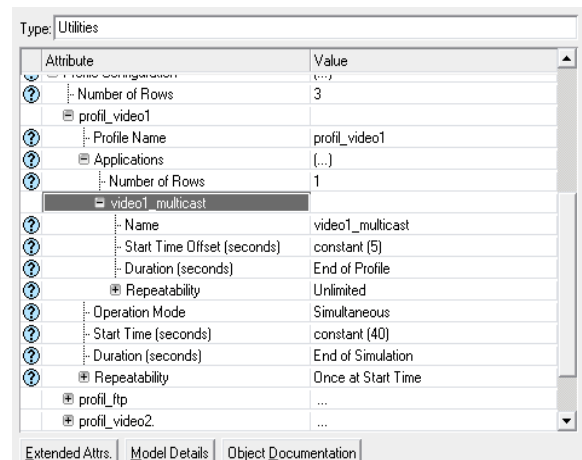 Type: Utilities
Attribute Value
Profile Configuration (...)
Number of Rows 3
profil_video1
Profile Name profil_video1
Applications (...)
Number of Rows 1
video1_multicast
Name video1_multicast
Start Time Offset (seconds) constant (5)
Duration (seconds) End of Profile
Repeatability Unlimited
Operation Mode Simultaneous
Start Time (seconds) constant (40)
Duration (seconds) End of Simulation
Repeatability Once at Start Time
profil_ftp ...
profil_video2. ...
Extended Attrs. Model Details Object Documentation